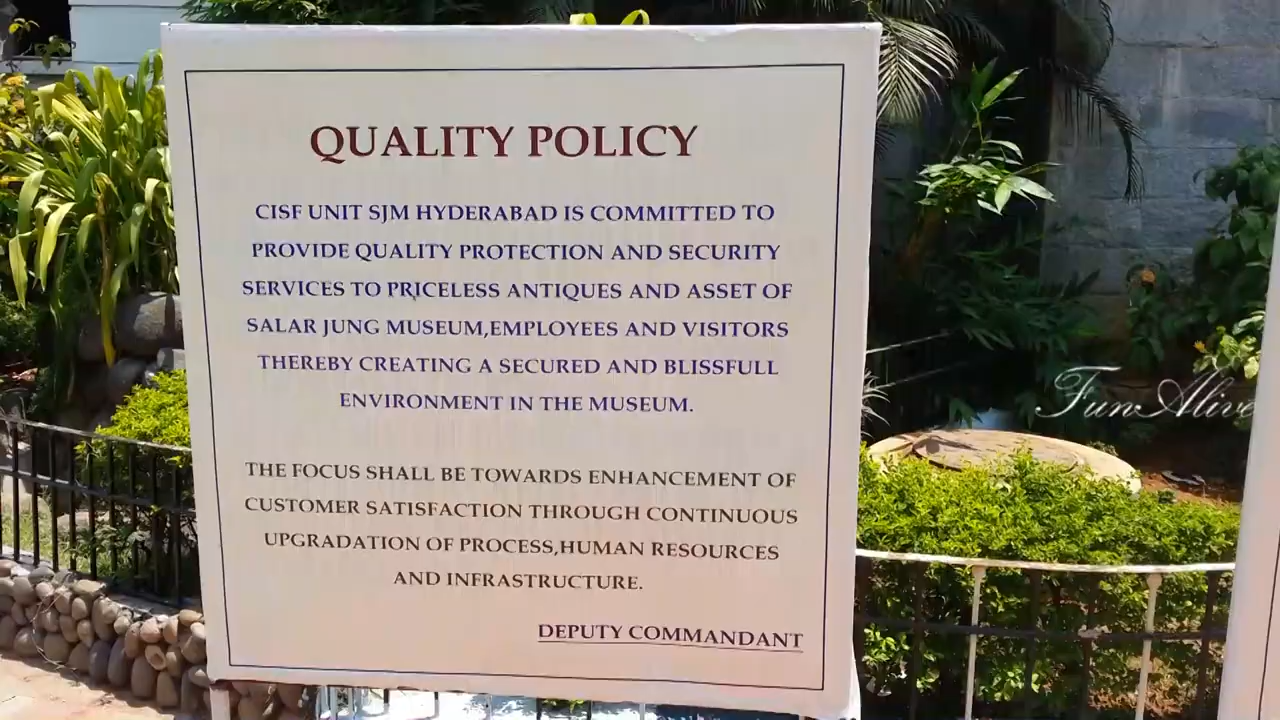 QUALITY POLICY
CISF UNIT SJM HYDERABAD IS COMMITTED TO
PROVIDE QUALITY PROTECTION AND SECURITY
SERVICES TO PRICELESS ANTIQUES AND ASSET OF
SALAR JUNG MUSEUM,EMPLOYEES AND VISITORS
THEREBY CREATING A SECURED AND BLISSFULL
ENVIRONMENT IN THE MUSEUM.
THE FOCUS SHALL BE TOWARDS ENHANCEMENT OF
CUSTOMER SATISFACTION THROUGH CONTINUOUS
UPGRADATION OF PROCESS,HUMAN RESOURCES
AND INFRASTRUCTURE.
DEPUTY COMMANDANT
FunAlive